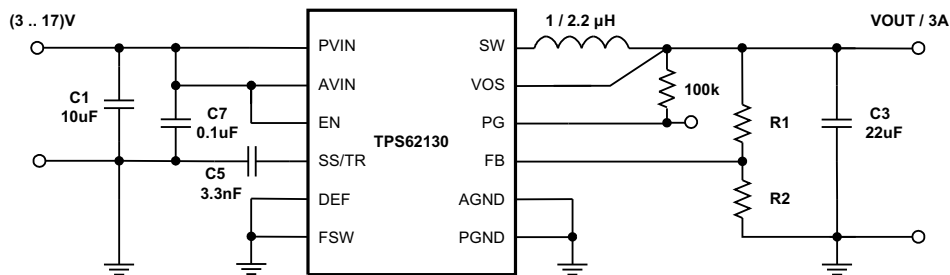 (3 .. 17)V
1 / 2.2 µH
VOUT / 3A
PVIN
SW
AVIN
VOS
C1
10uF
C7
0.1uF
EN
TPS62130
PG
100k
R1
C3
22uF
C5
3.3nF
SS/TR
FB
DEF
AGND
R2
FSW
PGND